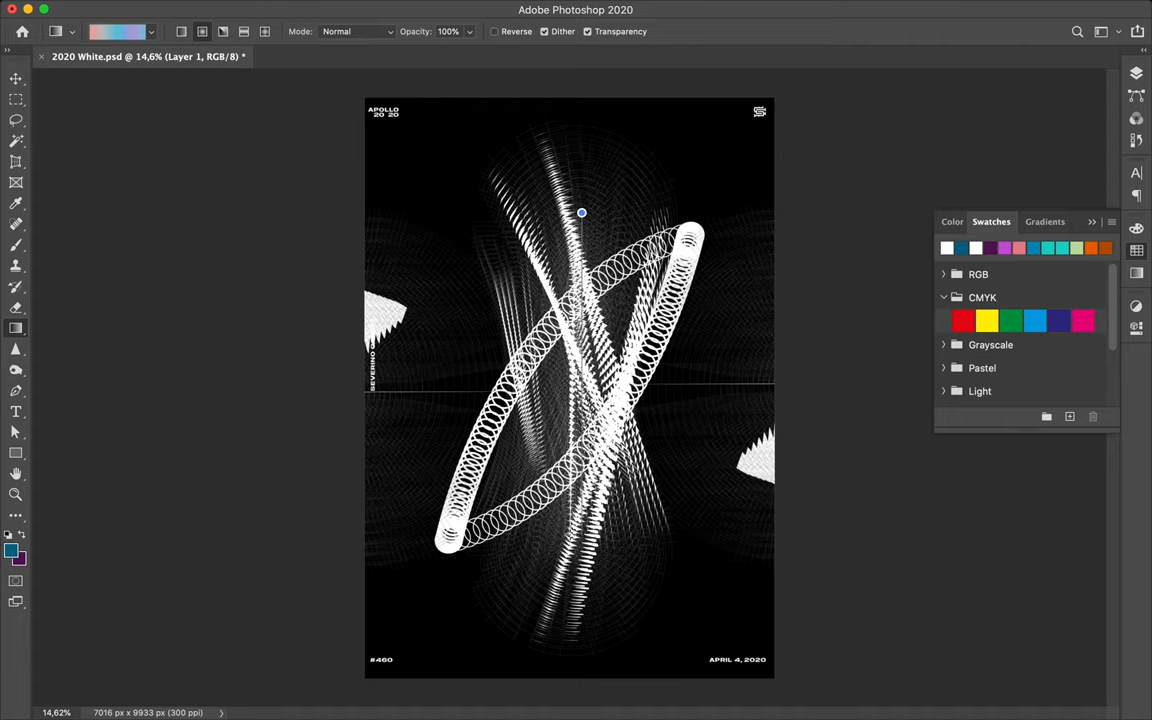 Adobe Photoshop 2020
Mode: Normal Opacity: 100% Reverse Dither Transparency
2020 White.psd @ 14,6% (Layer 1, RGB/8) *
APOLLO
20 20
SEVERINO
#460
APRIL 4, 2020
Color Swatches Gradients
RGB
CMYK
Grayscale
Pastel
Light
14,62% 7016 px x 9933 px (300 ppi)